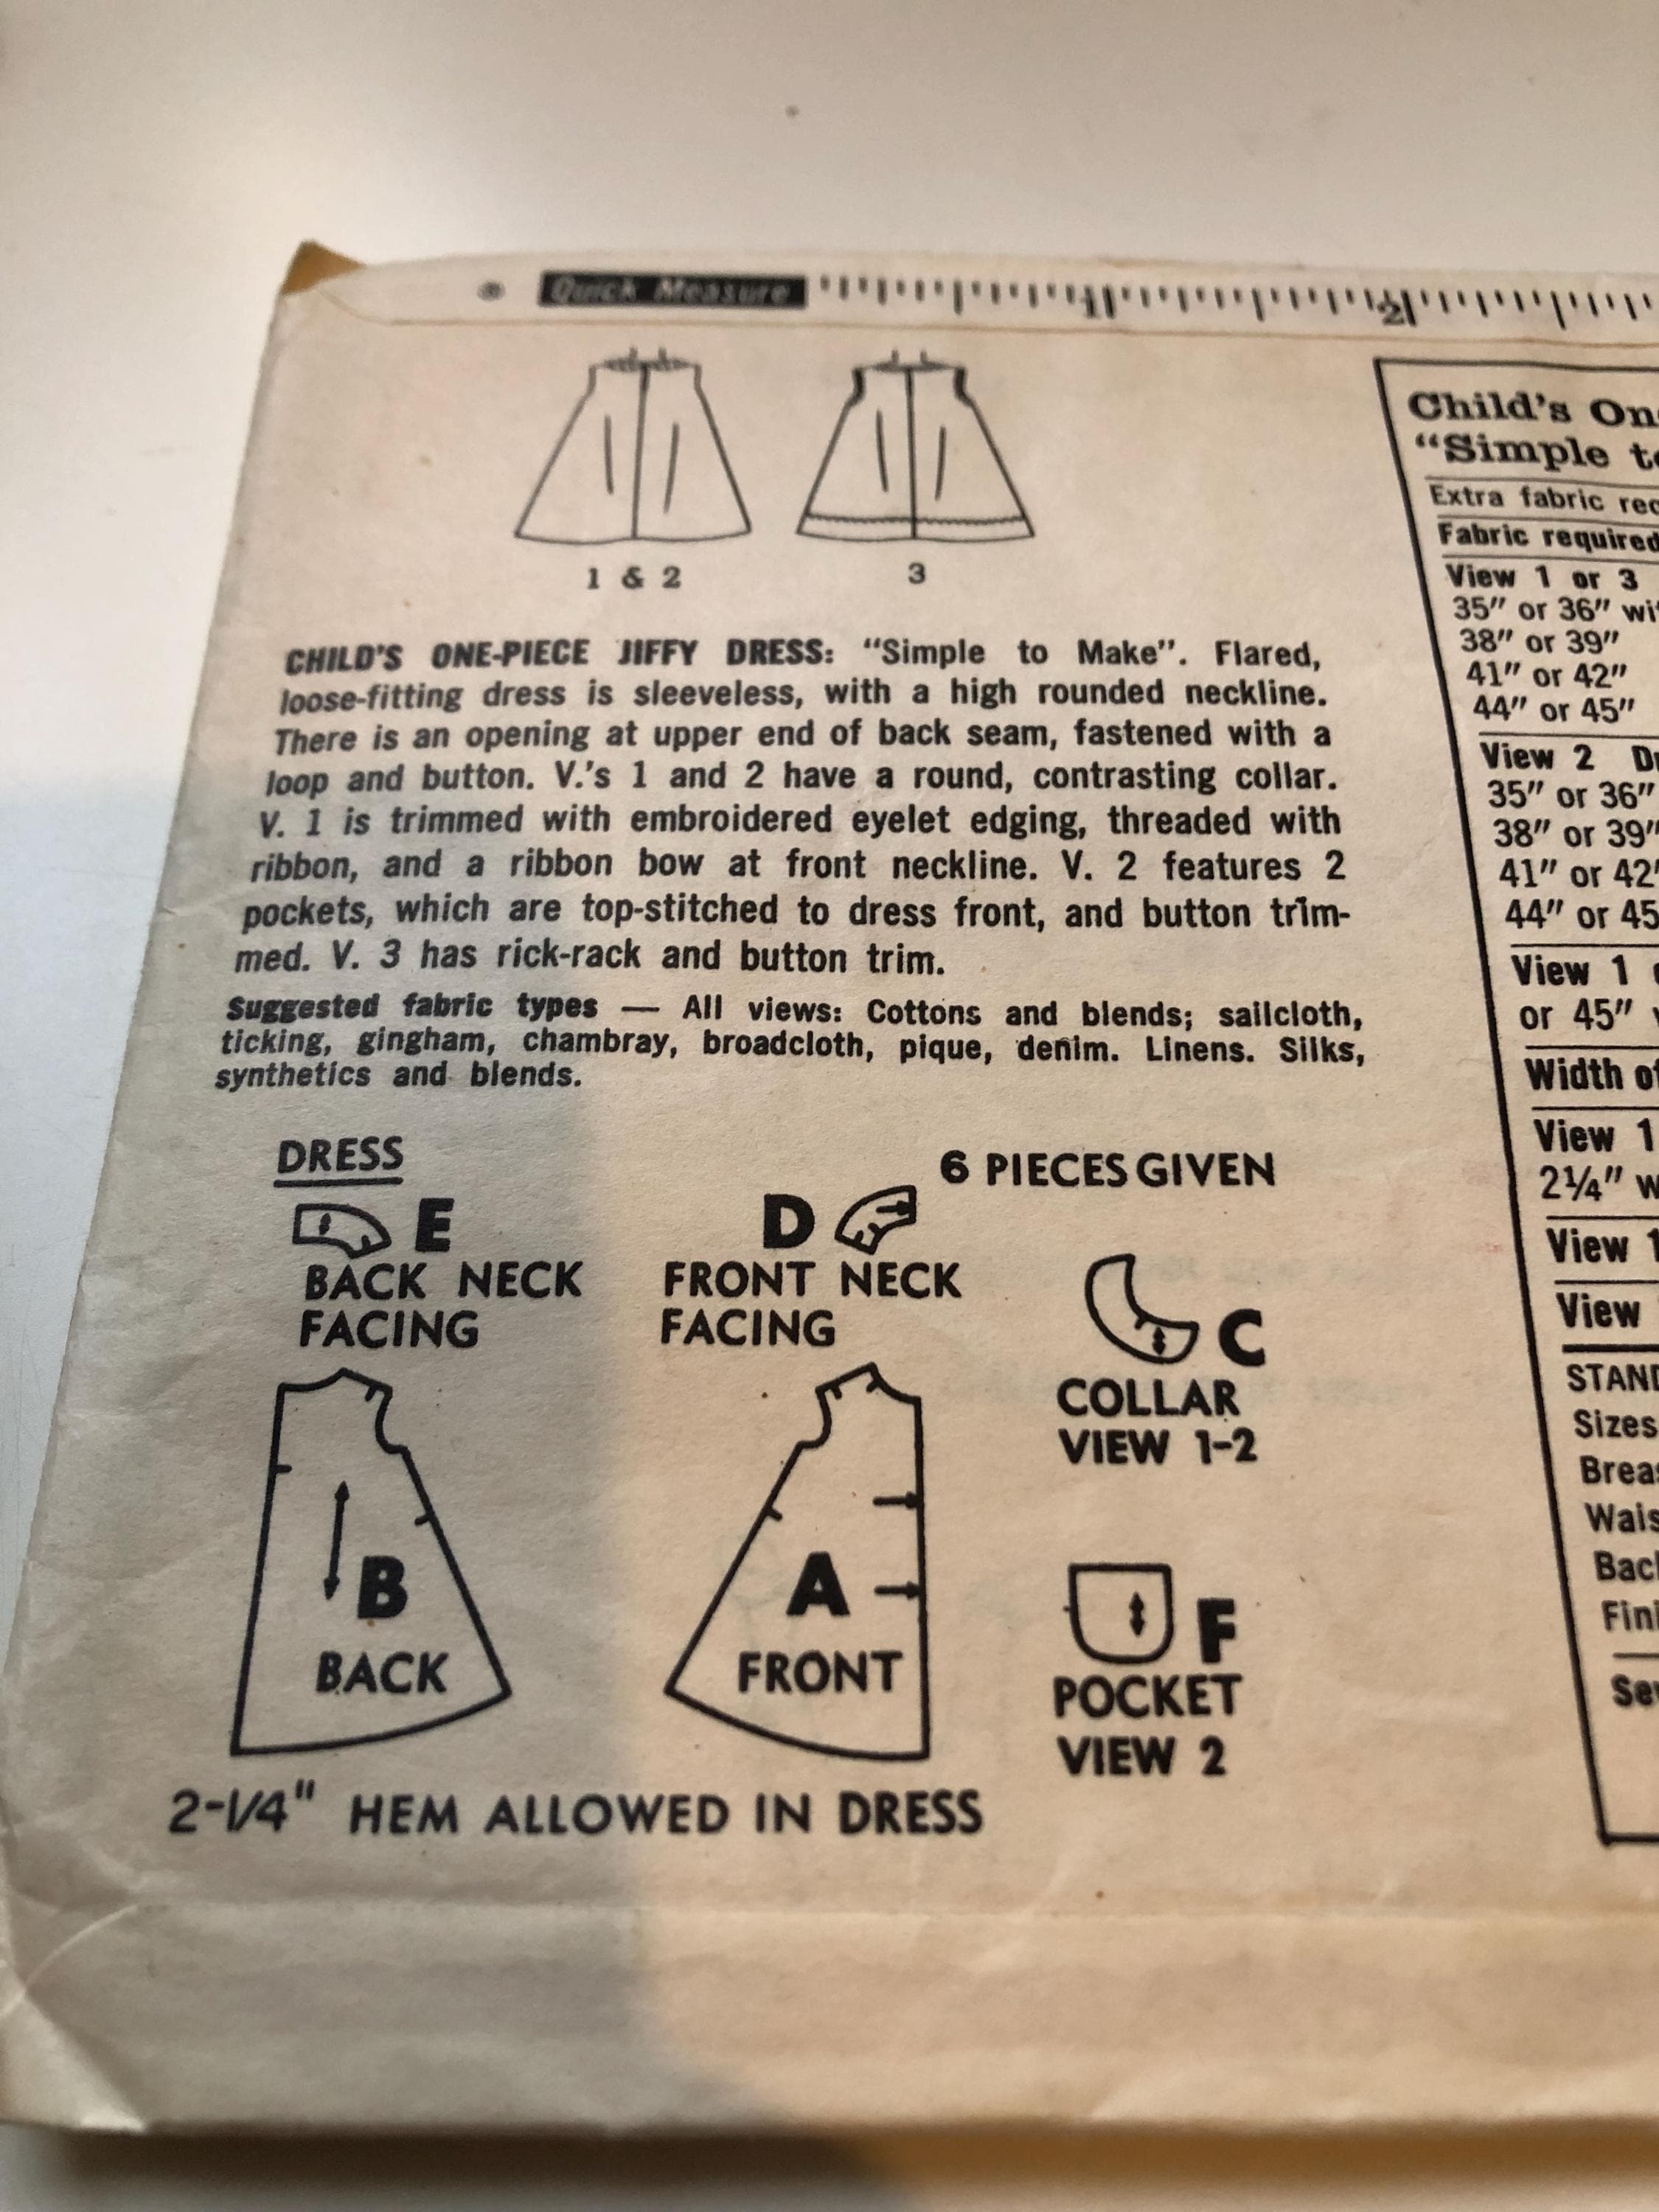 Quick Measure
1 2
1 & 2
3
CHILD'S ONE-PIECE JIFFY DRESS: "Simple to Make". Flared,
loose-fitting dress is sleeveless, with a high rounded neckline.
There is an opening at upper end of back seam, fastened with a
loop and button. V.'s 1 and 2 have a round, contrasting collar.
V. 1 is trimmed with embroidered eyelet edging, threaded with
ribbon, and a ribbon bow at front neckline. V. 2 features 2
pockets, which are top-stitched to dress front, and button trim-
med. V. 3 has rick-rack and button trim.
Suggested fabric types — All views: Cottons and blends; sailcloth,
ticking, gingham, chambray, broadcloth, pique, denim. Linens. Silks,
synthetics and blends.
DRESS
6 PIECES GIVEN
E
BACK NECK
FACING
D
FRONT NECK
FACING
C
COLLAR
VIEW 1-2
B
BACK
A
FRONT
F
POCKET
VIEW 2
2-1/4" HEM ALLOWED IN DRESS
Child's
"Simple
Extra fabric
Fabric required
View 1 or 3
35" or 36"
38" or 39"
41" or 42"
44" or 45"
View 2
35" or 36"
38" or 39"
41" or 42"
44" or 45
View 1
or 45"
Width
View 1
2¼"
View 1
View
Sizes